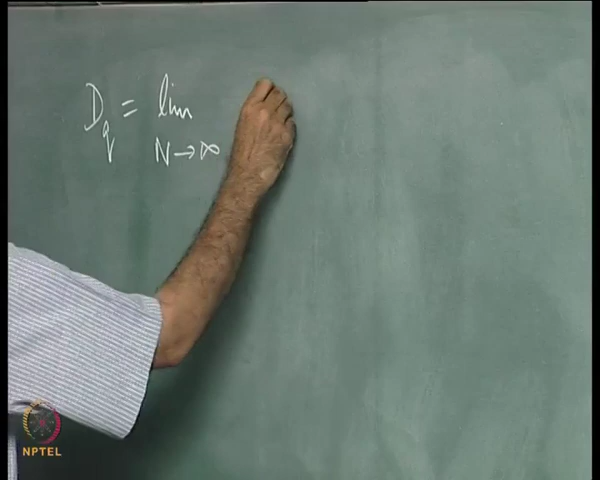 D_q = lim
N→∞
NPTEL